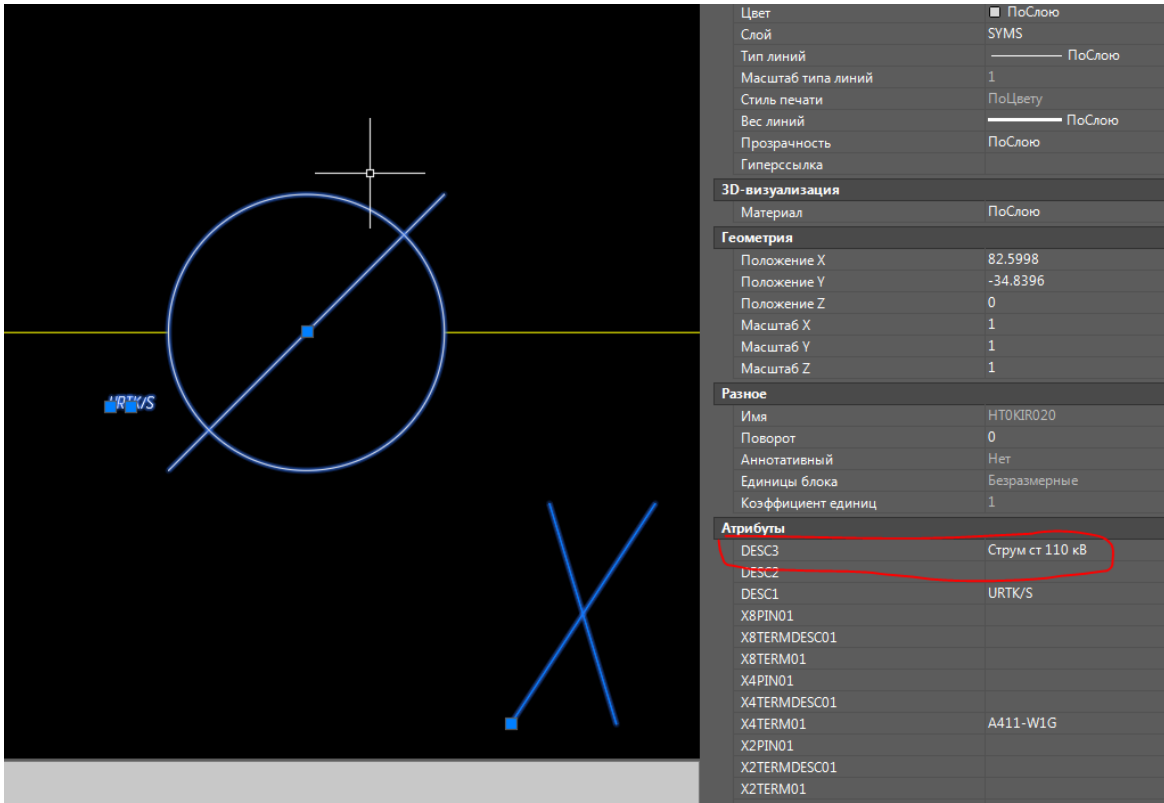 Цвет ПоСлою
Слой SYMS
Тип линий ПоСлою
Масштаб типа линий 1
Стиль печати ПоЦвету
Вес линий ПоСлою
Прозрачность ПоСлою
Гиперссылка
3D-визуализация
Материал ПоСлою
Геометрия
Положение X 82.5998
Положение Y -34.8396
Положение Z 0
Масштаб X 1
Масштаб Y 1
Масштаб Z 1
Разное
Имя HT0KIR020
Поворот 0
Аннотативный Нет
Единицы блока Безразмерные
Коэффициент единиц 1
Атрибуты
DESC3 Струм ст 110 кВ
DESC2
DESC1 URTK/S
X8PIN01
X8TERMDESC01
X8TERM01
X4PIN01
X4TERMDESC01
X4TERM01 A411-W1G
X2PIN01
X2TERMDESC01
X2TERM01
URTK/S
X